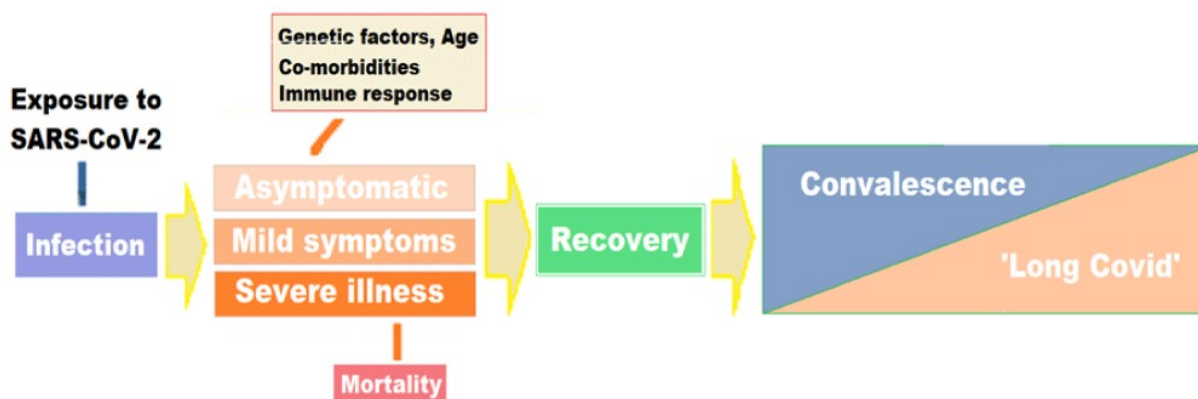 Genetic factors, Age
Co-morbidities
Immune response
Exposure to
SARS-CoV-2
Infection
Asymptomatic
Mild symptoms
Severe illness
Mortality
Recovery
Convalescence
'Long Covid'